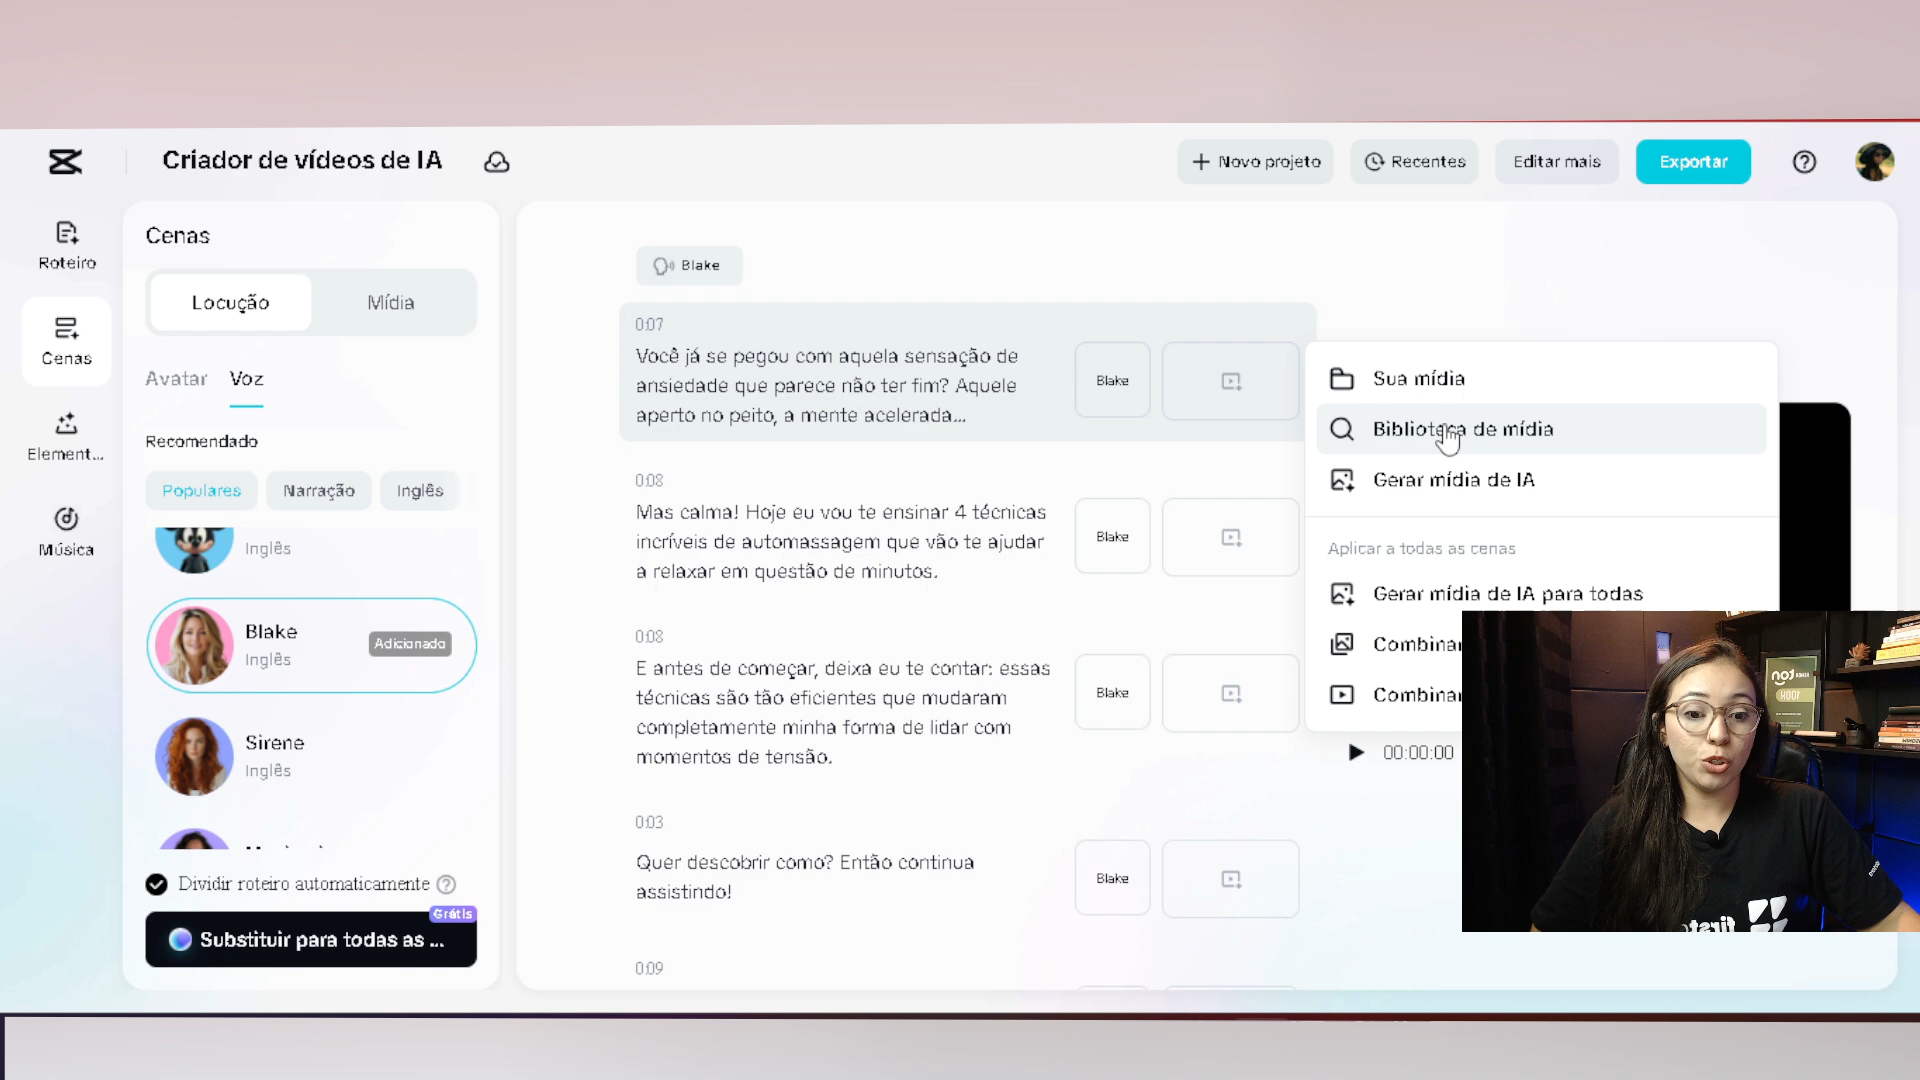 Criador de vídeos de IA
Novo projeto
Recentes
Editar mais
Exportar
Roteiro
Cenas
Element...
Música
Cenas
Locução
Mídia
Avatar
Voz
Recomendado
Populares
Narração
Inglês
Inglês
Blake
Inglês
Adicionado
Sirene
Inglês
Dividir roteiro automaticamente
Grátis
Substituir para todas as ...
Blake
0:07
Você já se pegou com aquela sensação de
ansiedade que parece não ter fim? Aquele
aperto no peito, a mente acelerada...
Blake
0:08
Mas calma! Hoje eu vou te ensinar 4 técnicas
incríveis de automassagem que vão te ajudar
a relaxar em questão de minutos.
Blake
0:08
E antes de começar, deixa eu te contar: essas
técnicas são tão eficientes que mudaram
completamente minha forma de lidar com
momentos de tensão.
Blake
0:03
Quer descobrir como? Então continua
assistindo!
Blake
0:09
Sua mídia
Biblioteca de mídia
Gerar mídia de IA
Aplicar a todas as cenas
Gerar mídia de IA para todas
Combinar
Combinar
00:00:00